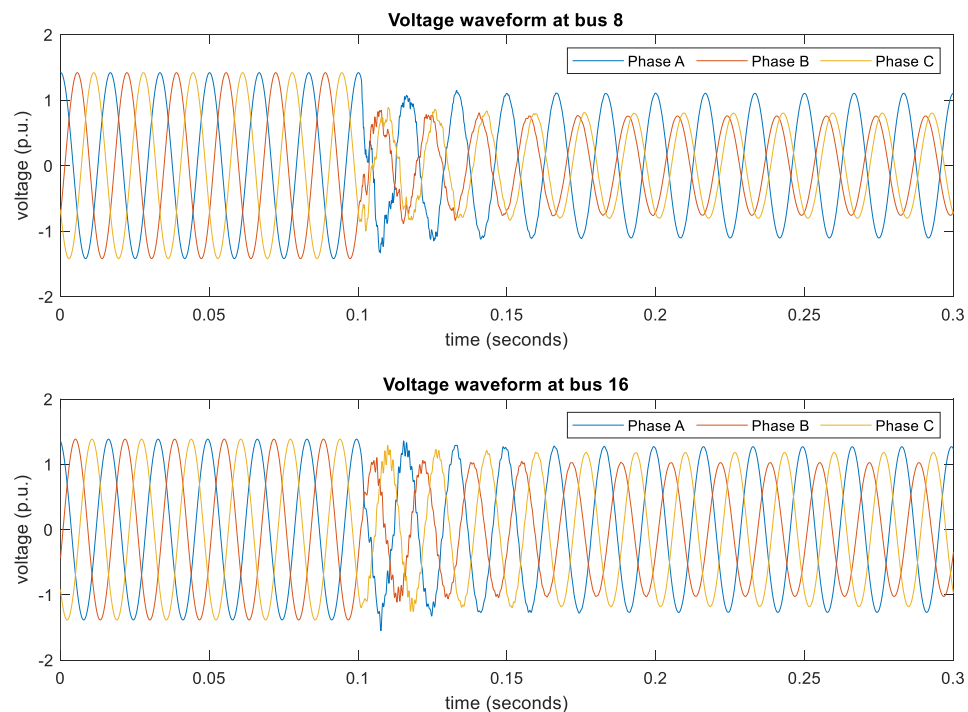 Voltage waveform at bus 8
voltage (p.u.)
2
1
0
-1
-2
Phase A Phase B Phase C
0 0.05 0.1 0.15 0.2 0.25 0.3
time (seconds)
Voltage waveform at bus 16
voltage (p.u.)
2
1
0
-1
-2
Phase A Phase B Phase C
0 0.05 0.1 0.15 0.2 0.25 0.3
time (seconds)